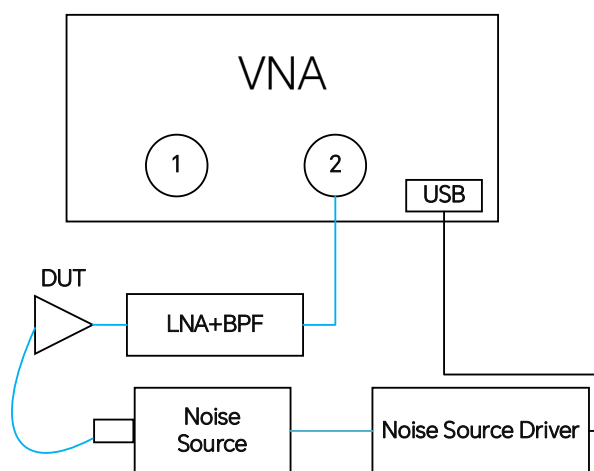 VNA
1
2
USB
DUT
LNA+BPF
Noise
Source
Noise Source Driver